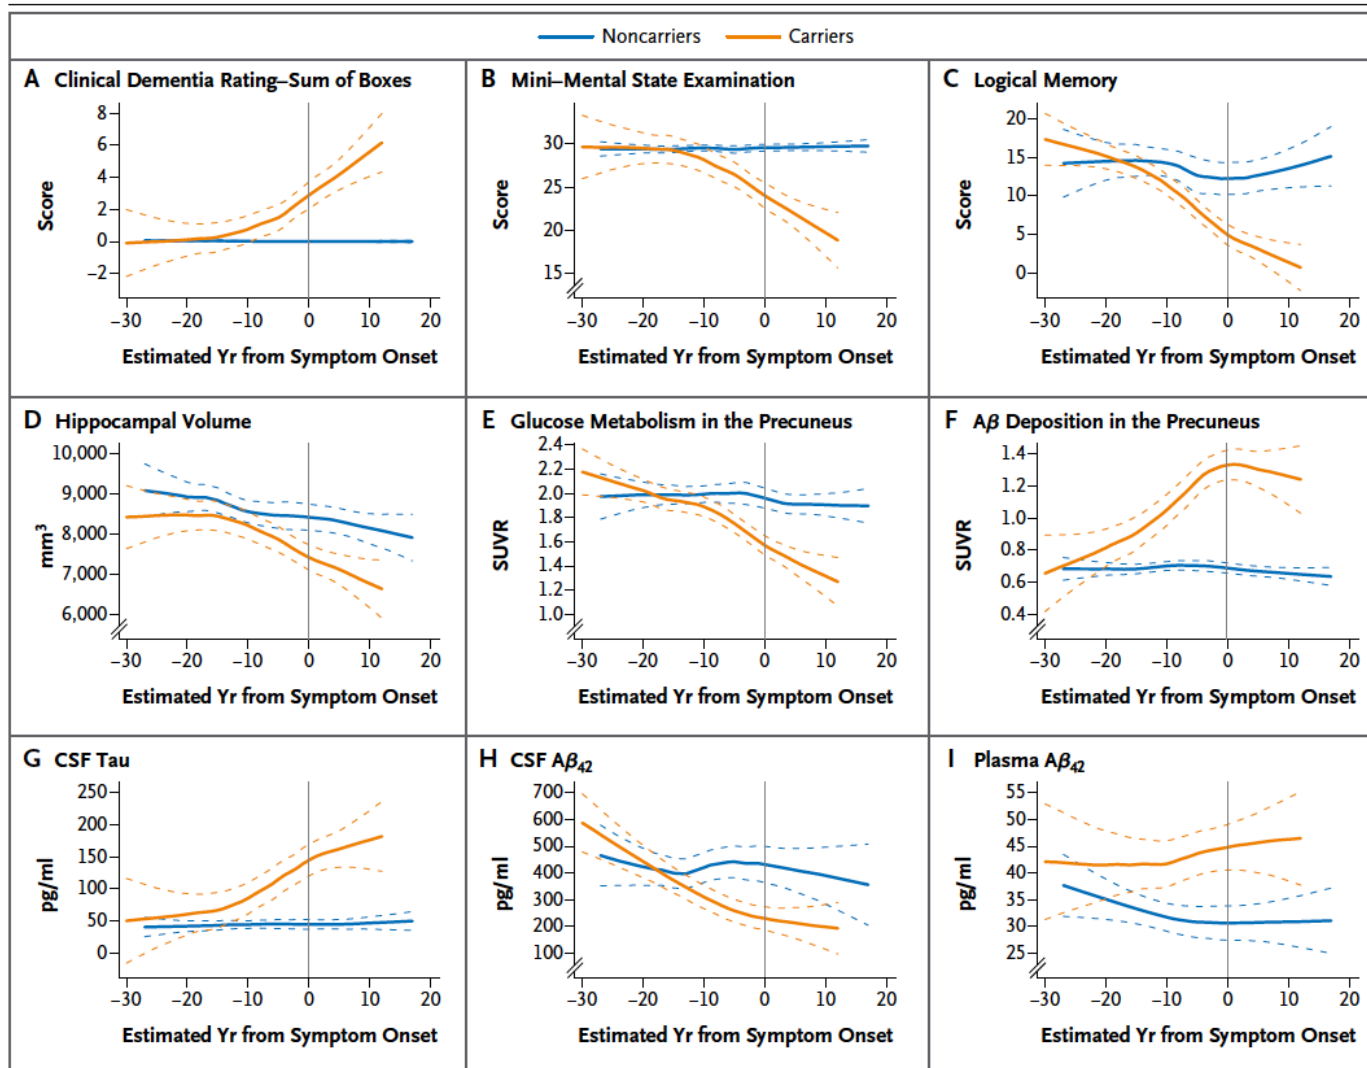 Noncarriers Carriers
A Clinical Dementia Rating–Sum of Boxes
Score
8
6
4
2
0
−2
−30 −20 −10 0 10 20
Estimated Yr from Symptom Onset
B Mini–Mental State Examination
Score
30
25
20
15
−30 −20 −10 0 10 20
Estimated Yr from Symptom Onset
C Logical Memory
Score
20
15
10
5
0
−30 −20 −10 0 10 20
Estimated Yr from Symptom Onset
D Hippocampal Volume
mm³
10,000
9,000
8,000
7,000
6,000
−30 −20 −10 0 10 20
Estimated Yr from Symptom Onset
E Glucose Metabolism in the Precuneus
SUVR
2.4
2.2
2.0
1.8
1.6
1.4
1.2
1.0
−30 −20 −10 0 10 20
Estimated Yr from Symptom Onset
F Aβ Deposition in the Precuneus
SUVR
1.4
1.2
1.0
0.8
0.6
0.4
−30 −20 −10 0 10 20
Estimated Yr from Symptom Onset
G CSF Tau
pg/ml
250
200
150
100
50
0
−30 −20 −10 0 10 20
Estimated Yr from Symptom Onset
H CSF Aβ₄₂
pg/ml
700
600
500
400
300
200
100
−30 −20 −10 0 10 20
Estimated Yr from Symptom Onset
I Plasma Aβ₄₂
pg/ml
55
50
45
40
35
30
25
−30 −20 −10 0 10 20
Estimated Yr from Symptom Onset